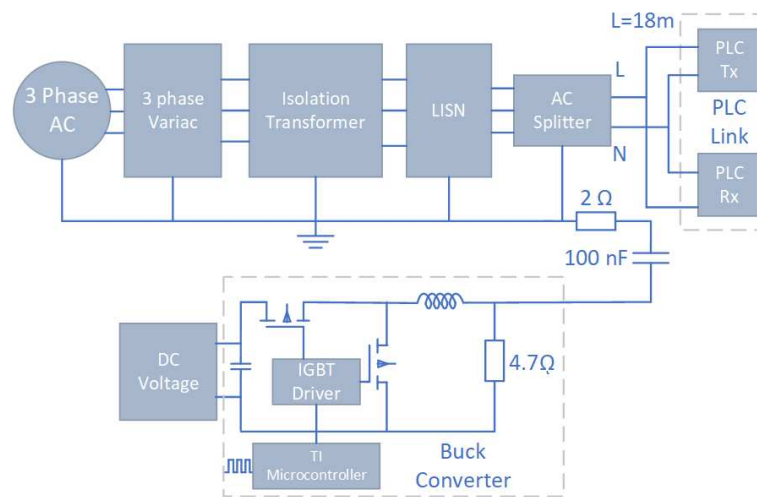 L=18m
3 Phase
AC
3 phase
Variac
Isolation
Transformer
LISN
AC
Splitter
L
N
PLC
Tx
PLC
Link
PLC
Rx
2 Ω
100 nF
DC
Voltage
IGBT
Driver
4.7Ω
TI
Microcontroller
Buck
Converter